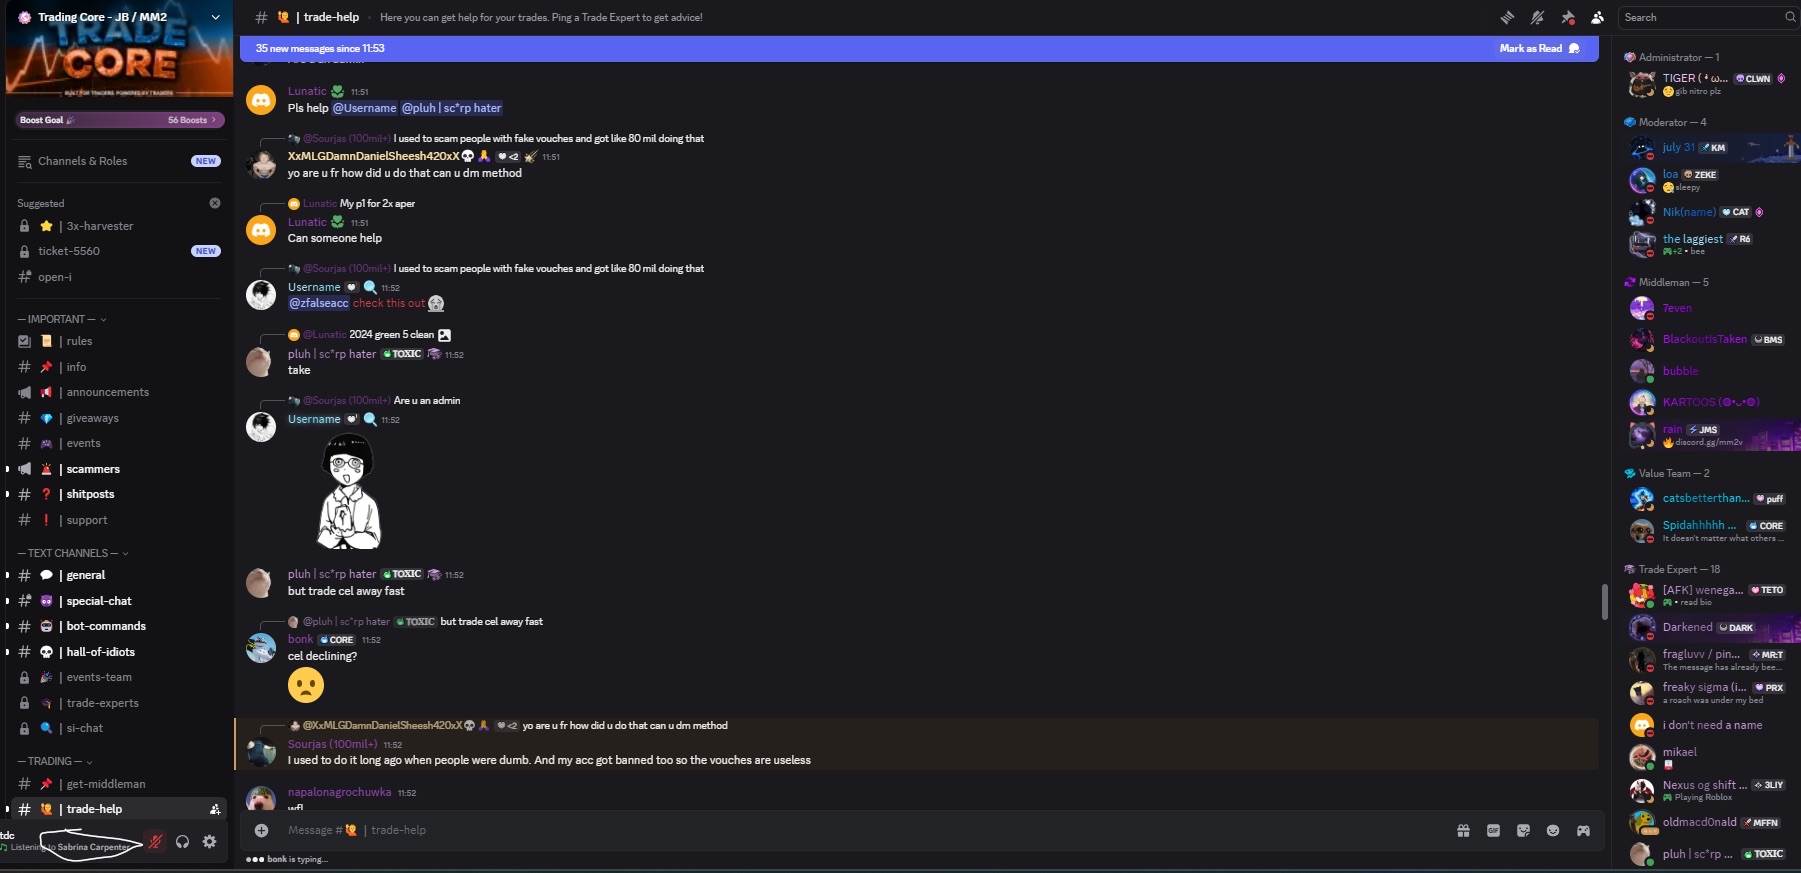 Trading Core - JB / MM2
TRADE
CORE
BUILT FOR TRADERS, POWERED BY TRADERS
Boost Goal
56 Boosts >
Channels & Roles
NEW
Suggested
| 3x-harvester
ticket-5560
NEW
open-i
— IMPORTANT —
| rules
| info
| announcements
| giveaways
| events
| scammers
| shitposts
| support
— TEXT CHANNELS —
| general
| special-chat
| bot-commands
| hall-of-idiots
| events-team
| trade-experts
| si-chat
— TRADING —
| get-middleman
| trade-help
tdc
Listening to Sabrina Carpenter
| trade-help
Here you can get help for your trades. Ping a Trade Expert to get advice!
35 new messages since 11:53
Mark as Read
Lunatic 11:51
Pls help @Username @pluh | sc*rp hater
@Sourjas (100mil+) I used to scam people with fake vouches and got like 80 mil doing that
XxMLGDamnDanielSheesh420xX <2 11:51
yo are u fr how did u do that can u dm method
Lunatic My p1 for 2x aper
Lunatic 11:51
Can someone help
@Sourjas (100mil+) I used to scam people with fake vouches and got like 80 mil doing that
Username 11:52
@zfalseacc check this out
@Lunatic 2024 green 5 clean
pluh | sc*rp hater TOXIC 11:52
take
@Sourjas (100mil+) Are u an admin
Username 11:52
pluh | sc*rp hater TOXIC 11:52
but trade cel away fast
@pluh | sc*rp hater TOXIC but trade cel away fast
bonk CORE 11:52
cel declining?
@XxMLGDamnDanielSheesh420xX <2 yo are u fr how did u do that can u dm method
Sourjas (100mil+) 11:52
I used to do it long ago when people were dumb. And my acc got banned too so the vouches are useless
napalonagrochuwka 11:52
wfl
Message # | trade-help
GIF
bonk is typing...
Search
Administrator — 1
TIGER ( ... CLWN
gib nitro plz
Moderator — 4
july 31 KM
loa ZEKE
sleepy
Nik(name) CAT
the laggiest R6
+2 • bee
Middleman — 5
7even
BlackoutIsTaken BMS
bubble
KARTOOS
rain JMS
discord.gg/mm2v
Value Team — 2
catsbetterthan... puff
Spidahhhhh ... CORE
It doesn't matter what others ...
Trade Expert — 18
[AFK] wenega... TETO
• read bio
Darkened DARK
fragluvv / pin... MR:T
The message has already bee...
freaky sigma (i... PRX
a roach was under my bed
i don't need a name
mikael
Nexus og shift ... 3LIY
Playing Roblox
oldmacd0nald MFFN
pluh | sc*rp ... TOXIC